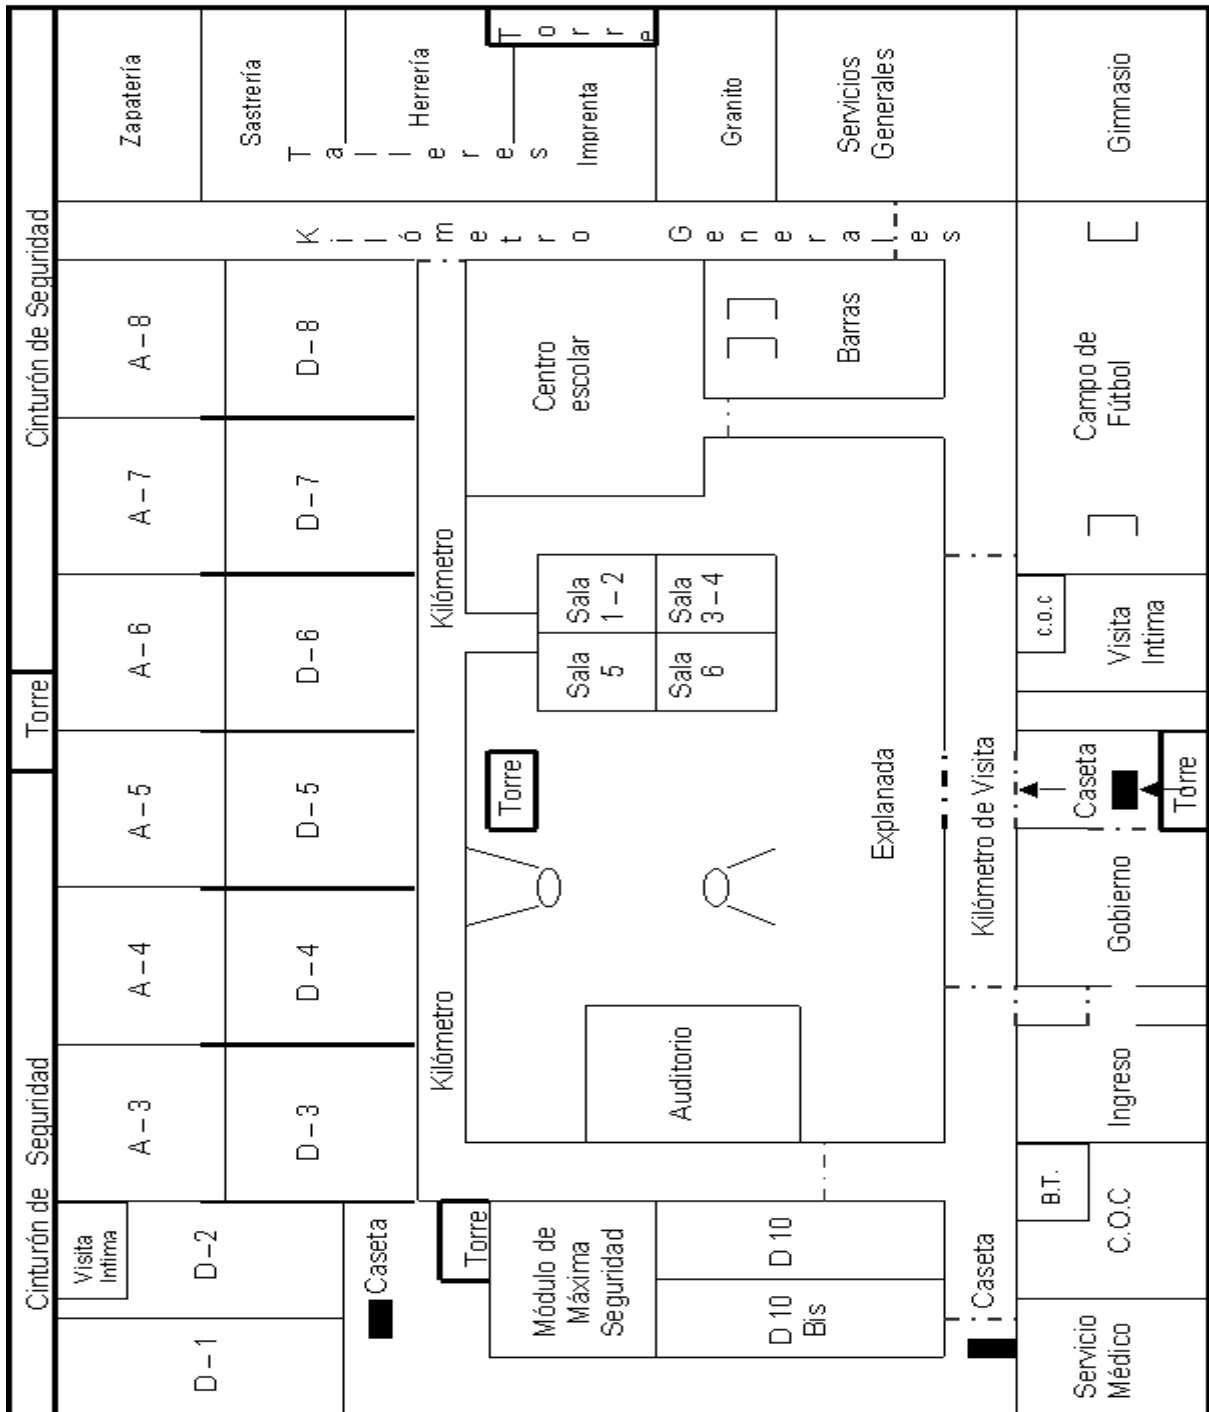 Cinturón de Seguridad
Torre
Cinturón de Seguridad
Visita
Intima
D – 1
D – 2
A – 3
A – 4
A – 5
A – 6
A – 7
A – 8
Zapatería
D – 3
D – 4
D – 5
D – 6
D – 7
D – 8
Sastrería
Talleres
Herrería
Torre
Imprenta
Caseta
Kilómetro
Kilómetro
Kilómetro
Generales
Torre
Módulo de
Máxima
Seguridad
Torre
Sala
5
Sala
1 – 2
Sala
6
Sala
3 – 4
Centro
escolar
Granito
D 10
Bis
D 10
Auditorio
Explanada
Barras
Servicios
Generales
Caseta
Kilómetro de Visita
Servicio
Médico
C.O.C
B.T.
Ingreso
Gobierno
Caseta
Torre
c.o.c
Visita
Intima
Campo de
Fútbol
Gimnasio